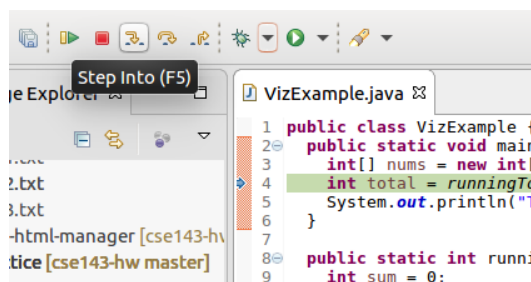 Step Into (F5)
ge Explorer
VizExample.java
1.txt
2.txt
3.txt
-html-manager [cse143-hw
tice [cse143-hw master]
1 public class VizExample {
2 public static void main
3 int[] nums = new int[
4 int total = runningTo
5 System.out.println("T
6 }
7
8 public static int runni
9 int sum = 0;